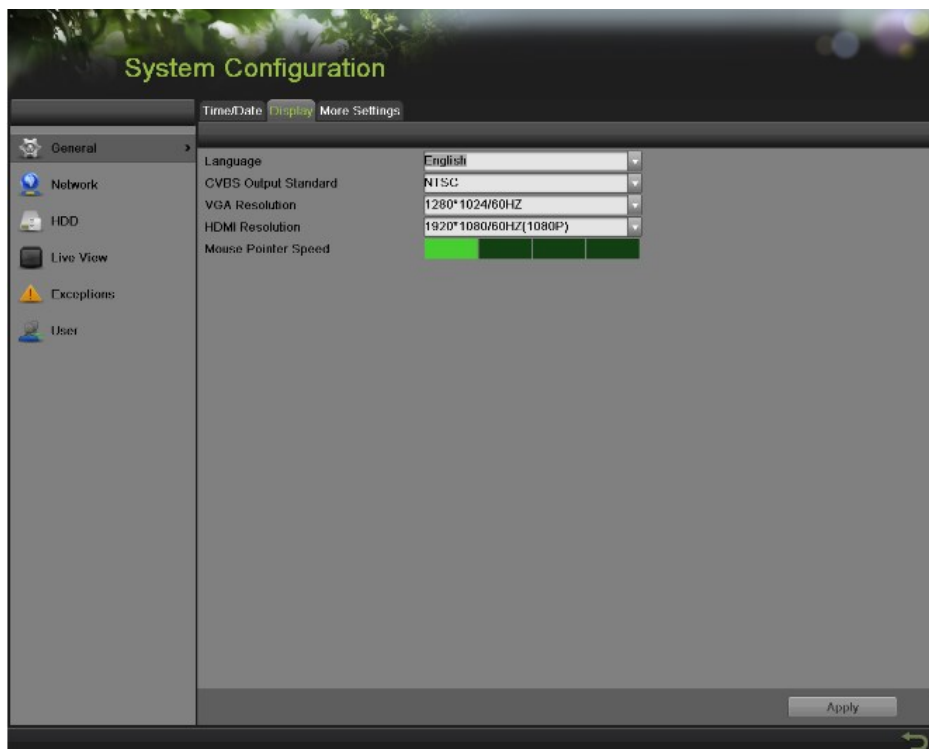 System Configuration
Time/Date Display More Settings
General
Network
HDD
Live View
Exceptions
User
Language English
CVBS Output Standard NTSC
VGA Resolution 1280*1024/60HZ
HDMI Resolution 1920*1080/60HZ(1080P)
Mouse Pointer Speed
Apply